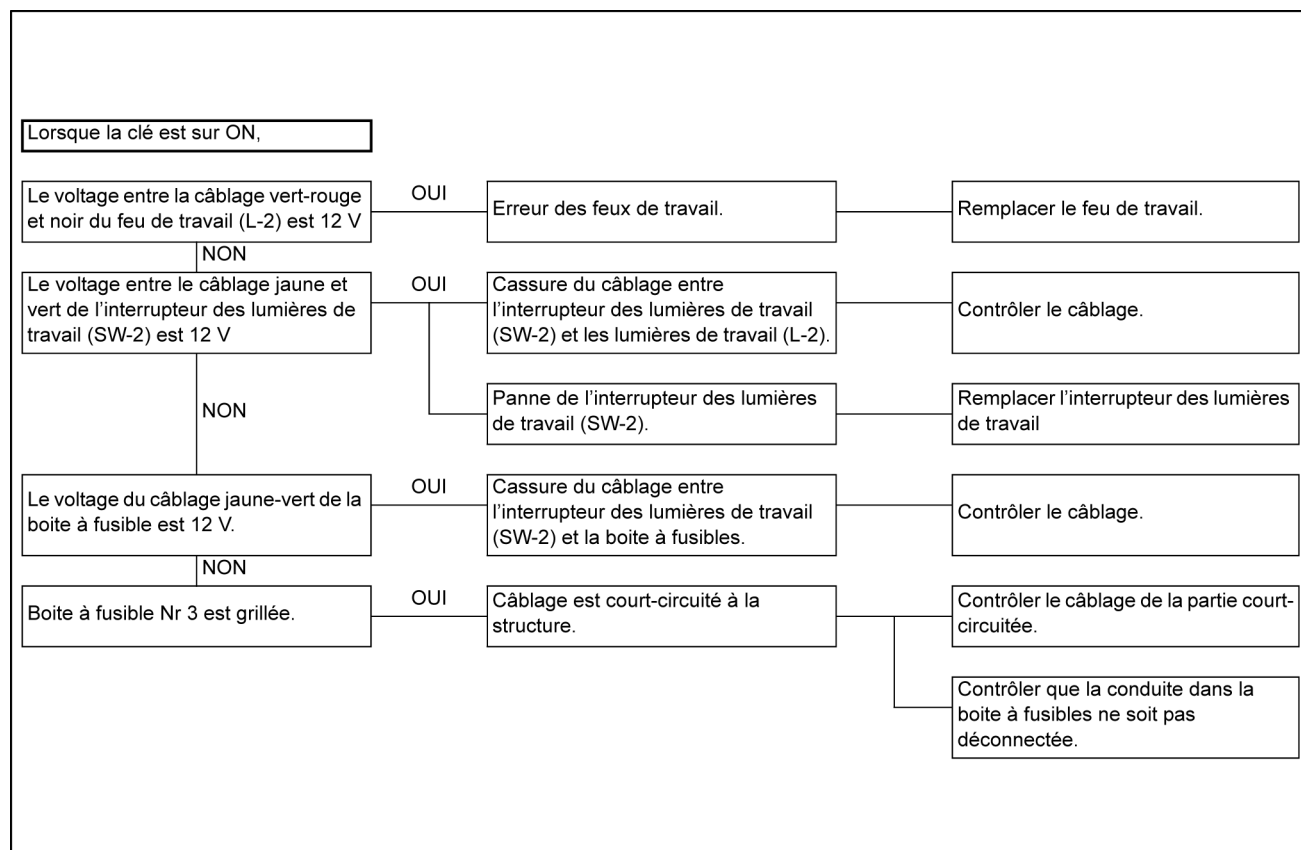 Lorsque la clé est sur ON,
Le voltage entre la câblage vert-rouge
et noir du feu de travail (L-2) est 12 V
OUI
Erreur des feux de travail.
Remplacer le feu de travail.
NON
Le voltage entre le câblage jaune et
vert de l’interrupteur des lumières de
travail (SW-2) est 12 V
OUI
Cassure du câblage entre
l’interrupteur des lumières de travail
(SW-2) et les lumières de travail (L-2).
Contrôler le câblage.
NON
Panne de l’interrupteur des lumières
de travail (SW-2).
Remplacer l’interrupteur des lumières
de travail
Le voltage du câblage jaune-vert de la
boite à fusible est 12 V.
OUI
Cassure du câblage entre
l’interrupteur des lumières de travail
(SW-2) et la boite à fusibles.
Contrôler le câblage.
NON
Boite à fusible Nr 3 est grillée.
OUI
Câblage est court-circuité à la
structure.
Contrôler le câblage de la partie court-
circuitée.
Contrôler que la conduite dans la
boite à fusibles ne soit pas
déconnectée.